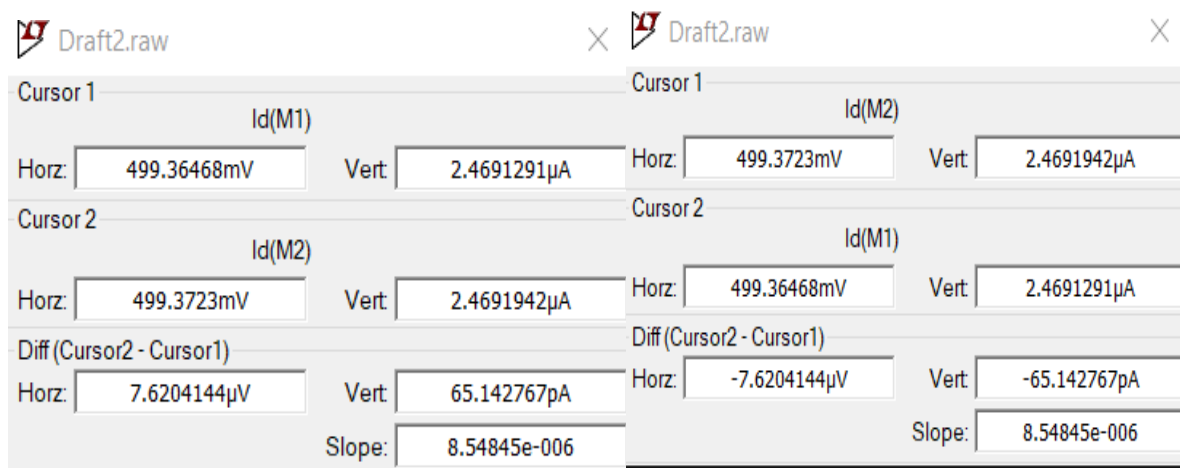 Draft2.raw
Cursor 1
Id(M1)
Horz: 499.36468mV Vert: 2.4691291µA
Cursor 2
Id(M2)
Horz: 499.3723mV Vert: 2.4691942µA
Diff (Cursor2 - Cursor1)
Horz: 7.6204144µV Vert: 65.142767pA
Slope: 8.54845e-006
Draft2.raw
Cursor 1
Id(M2)
Horz: 499.3723mV Vert: 2.4691942µA
Cursor 2
Id(M1)
Horz: 499.36468mV Vert: 2.4691291µA
Diff (Cursor2 - Cursor1)
Horz: -7.6204144µV Vert: -65.142767pA
Slope: 8.54845e-006